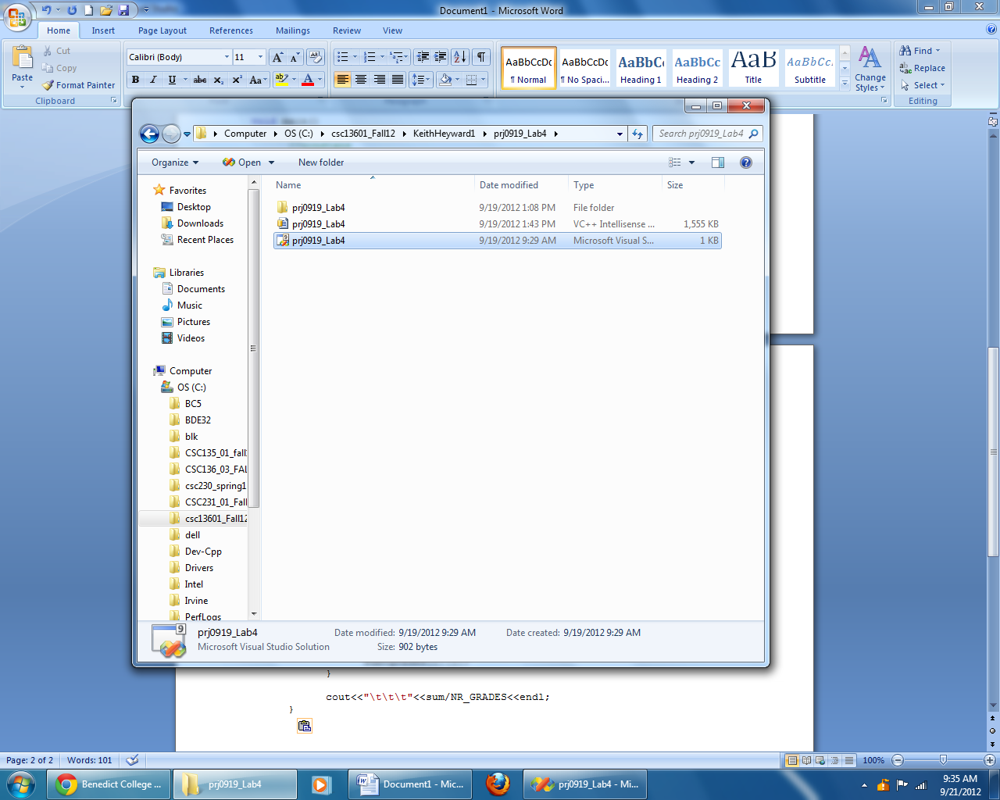 Document1 - Microsoft Word
Home Insert Page Layout References Mailings Review View
Paste
Cut
Copy
Format Painter
Clipboard
Calibri (Body) 11
B I U abc X₂ X² Aa
¶
AaBbCcDc AaBbCcDc AaBbCc AaBbCc AaB AaBbCc.
¶ Normal ¶ No Spaci... Heading 1 Heading 2 Title Subtitle
Change Styles
Find
Replace
Select
Editing
Computer OS (C:) csc13601_Fall12 KeithHeyward1 prj0919_Lab4
Search prj0919_Lab4
Organize Open New folder
Favorites
Desktop
Downloads
Recent Places
Libraries
Documents
Music
Pictures
Videos
Computer
OS (C:)
BC5
BDE32
blk
CSC135_01_fall
CSC136_03_FAL
csc230_spring1
CSC231_01_Fall
csc13601_Fall12
dell
Dev-Cpp
Drivers
Intel
Irvine
PerfLogs
Name Date modified Type Size
prj0919_Lab4 9/19/2012 1:08 PM File folder
prj0919_Lab4 9/19/2012 1:43 PM VC++ Intellisense ... 1,555 KB
prj0919_Lab4 9/19/2012 9:29 AM Microsoft Visual S... 1 KB
prj0919_Lab4 Date modified: 9/19/2012 9:29 AM Date created: 9/19/2012 9:29 AM
Microsoft Visual Studio Solution Size: 902 bytes
}
cout<<"\t\t\t"<<sum/NR_GRADES<<endl;
}
Page: 2 of 2 Words: 101 100%
Benedict College ... prj0919_Lab4 Document1 - Mic... prj0919_Lab4 - Mi...
9:35 AM
9/21/2012